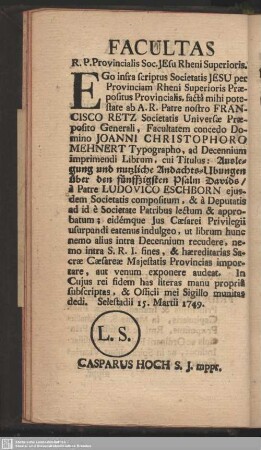 FACULTAS
R. P. Provincialis Soc. JEsu Rheni Superioris.
EGo infra scriptus Societatis JESU per
Provinciam Rheni Superioris Præ-
positus Provincialis, factâ mihi pote-
state ab A. R. Patre nostro FRAN-
CISCO RETZ Societatis Universæ Præ-
posito Generali, Facultatem concedo Do-
mino JOANNI CHRISTOPHORO
MEHNERT Typographo, ad Decennium
imprimendi Librum, cui Titulus: Ausle-
gung und nutzliche Andachts-Ubungen
über den fünffzigsten Psalm Davids/
à Patre LUDOVICO ESCHBORN ejus-
dem Societatis compositum, & à Deputatis
ad id è Societate Patribus lectum & appro-
batum; eidémque Jus Cæsarei Privilegii
usurpandi eatenus indulgeo, ut librum hunc
nemo alius intra Decennium recudere, ne-
mo intra S. R. I. fines, & hæreditarias Sa-
cræ Cæsareæ Majestatis Provincias impor-
tare, aut venum exponere audeat. In
Cujus rei fidem has literas manu propriâ
subscriptas, & Officii mei Sigillo munitas
dedi. Selestadii 15. Martii 1749.
L. S.
CASPARUS HOCH S. J. mppr.